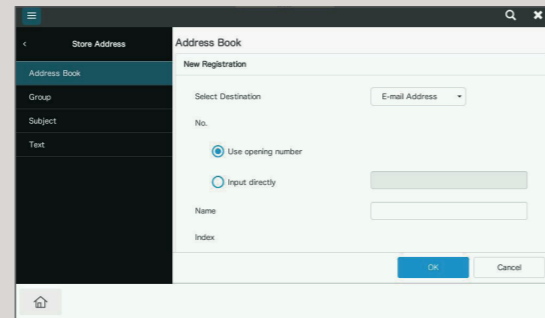 Store Address
Address Book
Group
Subject
Text
Address Book
New Registration
Select Destination
E-mail Address
No.
Use opening number
Input directly
Name
Index
OK
Cancel